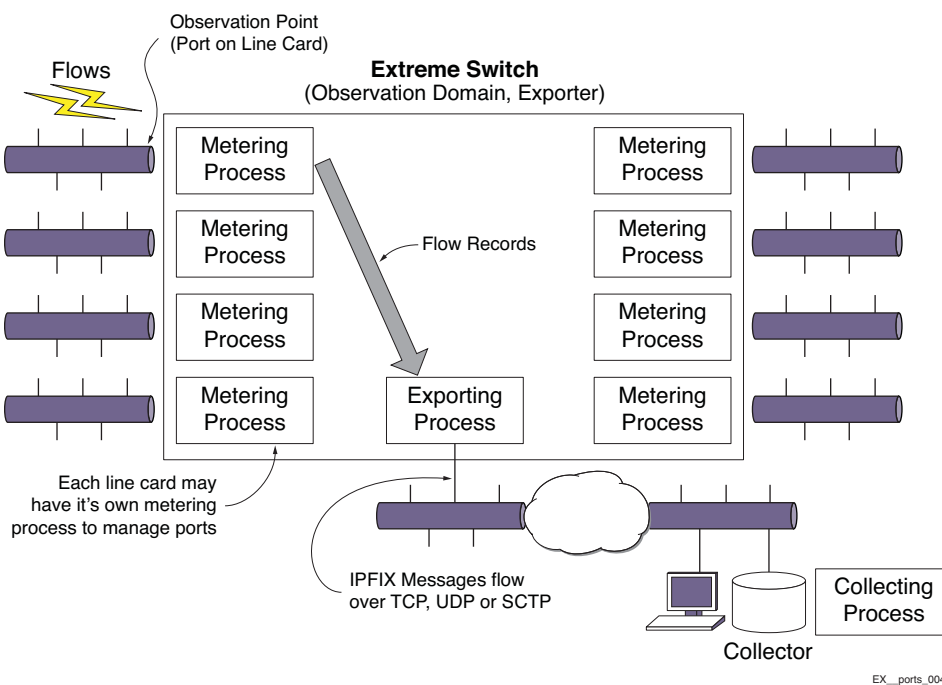 Observation Point
(Port on Line Card)
Flows
Extreme Switch
(Observation Domain, Exporter)
Metering
Process
Metering
Process
Metering
Process
Metering
Process
Flow Records
Metering
Process
Metering
Process
Metering
Process
Exporting
Process
Metering
Process
Each line card may
have it's own metering
process to manage ports
IPFIX Messages flow
over TCP, UDP or SCTP
Collecting
Process
Collector
EX__ports_004